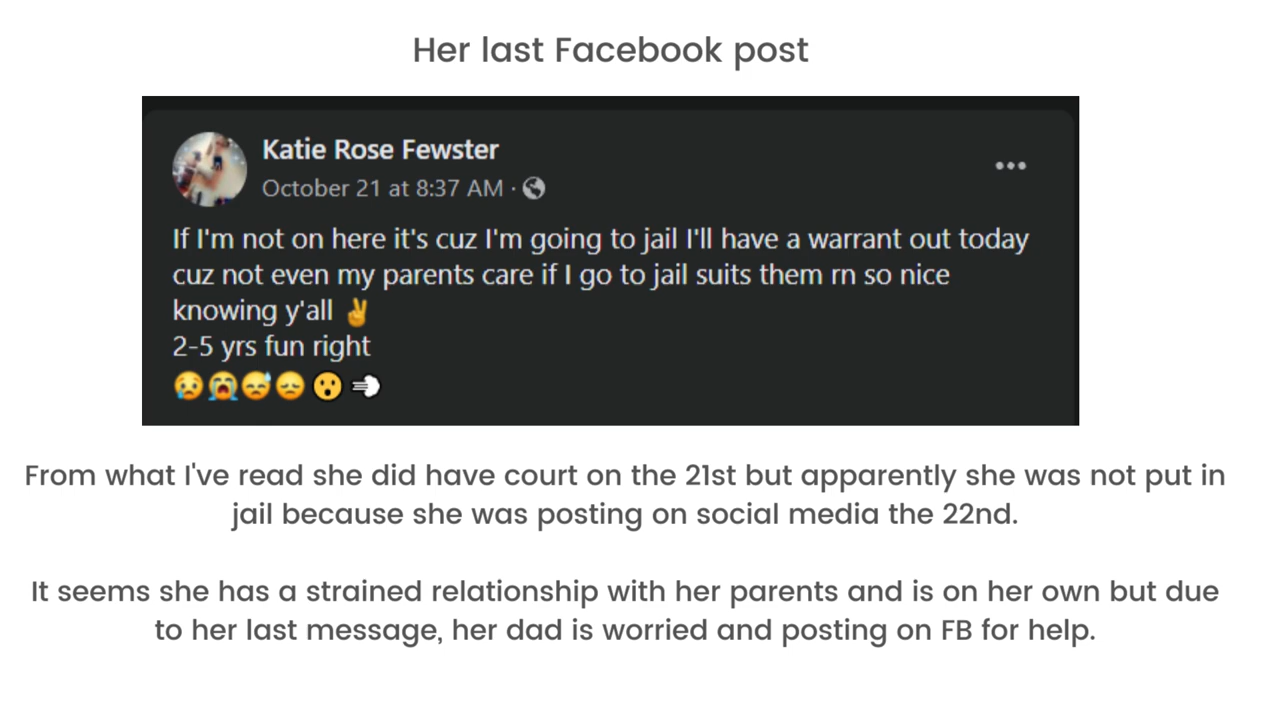 Her last Facebook post
Katie Rose Fewster
October 21 at 8:37 AM ·
If I'm not on here it's cuz I'm going to jail I'll have a warrant out today
cuz not even my parents care if I go to jail suits them rn so nice
knowing y'all ✌
2-5 yrs fun right
😢😭😅😞😮💨
From what I've read she did have court on the 21st but apparently she was not put in
jail because she was posting on social media the 22nd.
It seems she has a strained relationship with her parents and is on her own but due
to her last message, her dad is worried and posting on FB for help.